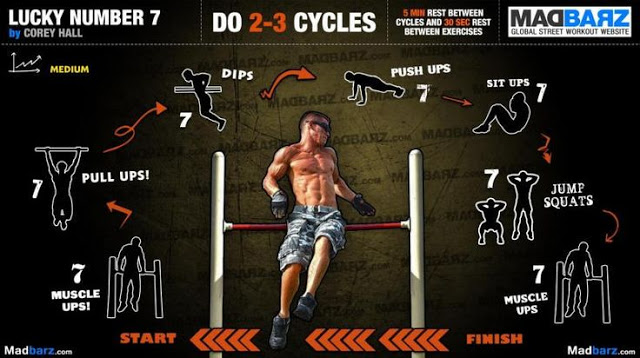 LUCKY NUMBER 7
by COREY HALL
DO 2-3 CYCLES
5 MIN REST BETWEEN
CYCLES AND 30 SEC REST
BETWEEN EXERCISES
MADBARZ
GLOBAL STREET WORKOUT WEBSITE
MEDIUM
DIPS
7
PUSH UPS
7
SIT UPS
7
PULL UPS!
7
7
JUMP
SQUATS
7
MUSCLE
UPS!
7
MUSCLE
UPS
START
FINISH
Madbarz.com
Madbarz.com
MADBARZ.com